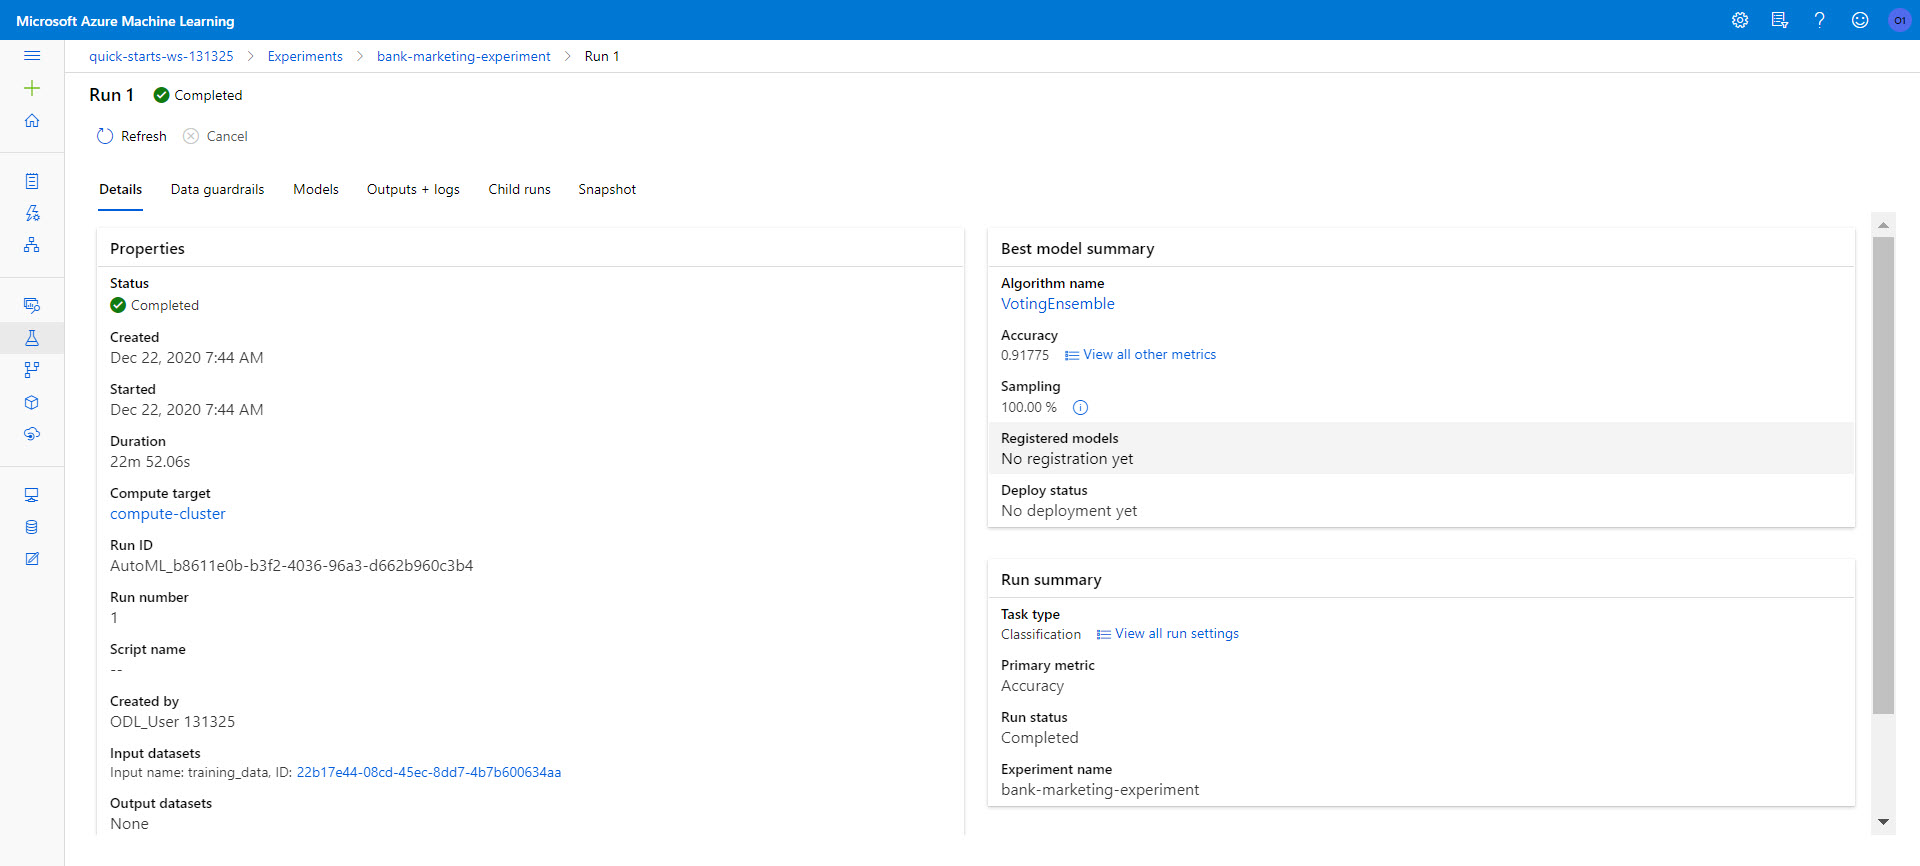 Microsoft Azure Machine Learning
O1
quick-starts-ws-131325 > Experiments > bank-marketing-experiment > Run 1
Run 1 Completed
Refresh Cancel
Details Data guardrails Models Outputs + logs Child runs Snapshot
Properties
Status
Completed
Created
Dec 22, 2020 7:44 AM
Started
Dec 22, 2020 7:44 AM
Duration
22m 52.06s
Compute target
compute-cluster
Run ID
AutoML_b8611e0b-b3f2-4036-96a3-d662b960c3b4
Run number
1
Script name
--
Created by
ODL_User 131325
Input datasets
Input name: training_data, ID: 22b17e44-08cd-45ec-8dd7-4b7b600634aa
Output datasets
None
Best model summary
Algorithm name
VotingEnsemble
Accuracy
0.91775 View all other metrics
Sampling
100.00 %
Registered models
No registration yet
Deploy status
No deployment yet
Run summary
Task type
Classification View all run settings
Primary metric
Accuracy
Run status
Completed
Experiment name
bank-marketing-experiment